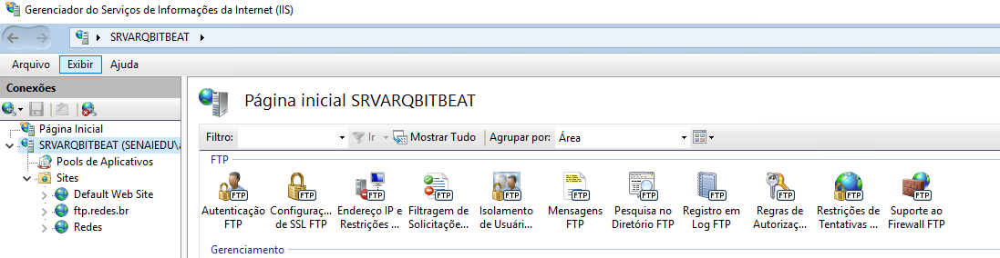 Gerenciador do Serviços de Informações da Internet (IIS)
SRVARQBITBEAT
Arquivo Exibir Ajuda
Conexões
Página Inicial
SRVARQBITBEAT (SENAIEDU\
Pools de Aplicativos
Sites
Default Web Site
ftp.redes.br
Redes
Página inicial SRVARQBITBEAT
Filtro: Ir Mostrar Tudo Agrupar por: Área
FTP
FTP FTP FTP FTP FTP FTP FTP FTP FTP FTP FTP
Autenticação Configuraç... Endereço IP e Filtragem de Isolamento Mensagens Pesquisa no Registro em Regras de Restrições de Suporte ao
FTP de SSL FTP Restrições ... Solicitaçõe... de Usuári... FTP Diretório FTP Log FTP Autorizaç... Tentativas ... Firewall FTP
Gerenciamento